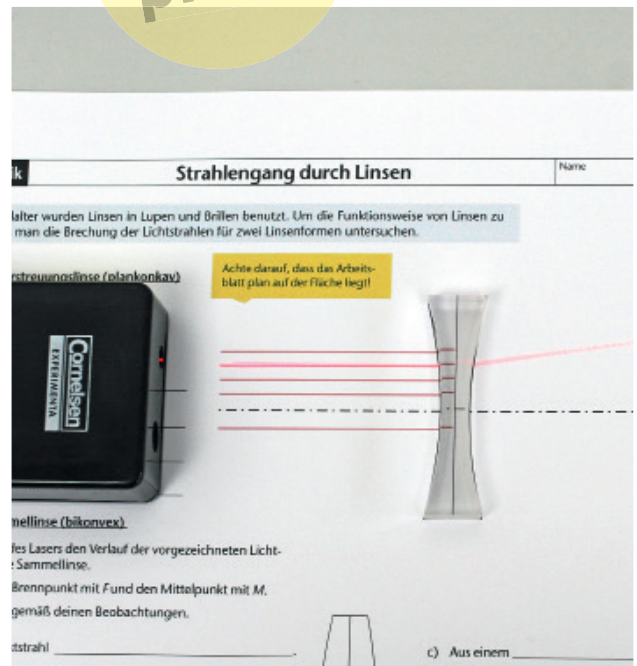 ik
Strahlengang durch Linsen
Name
lalter wurden Linsen in Lupen und Brillen benutzt. Um die Funktionsweise von Linsen zu
man die Brechung der Lichtstrahlen für zwei Linsenformen untersuchen.
rstreuungslinse (plankonkav)
Achte darauf, dass das Arbeits-
blatt plan auf der Fläche liegt!
Cornelsen
EXPERIMENTA
mellinse (bikonvex)
des Lasers den Verlauf der vorgezeichneten Licht-
Sammellinse.
Brennpunkt mit F und den Mittelpunkt mit M.
gemäß deinen Beobachtungen.
tstrahl
c) Aus einem